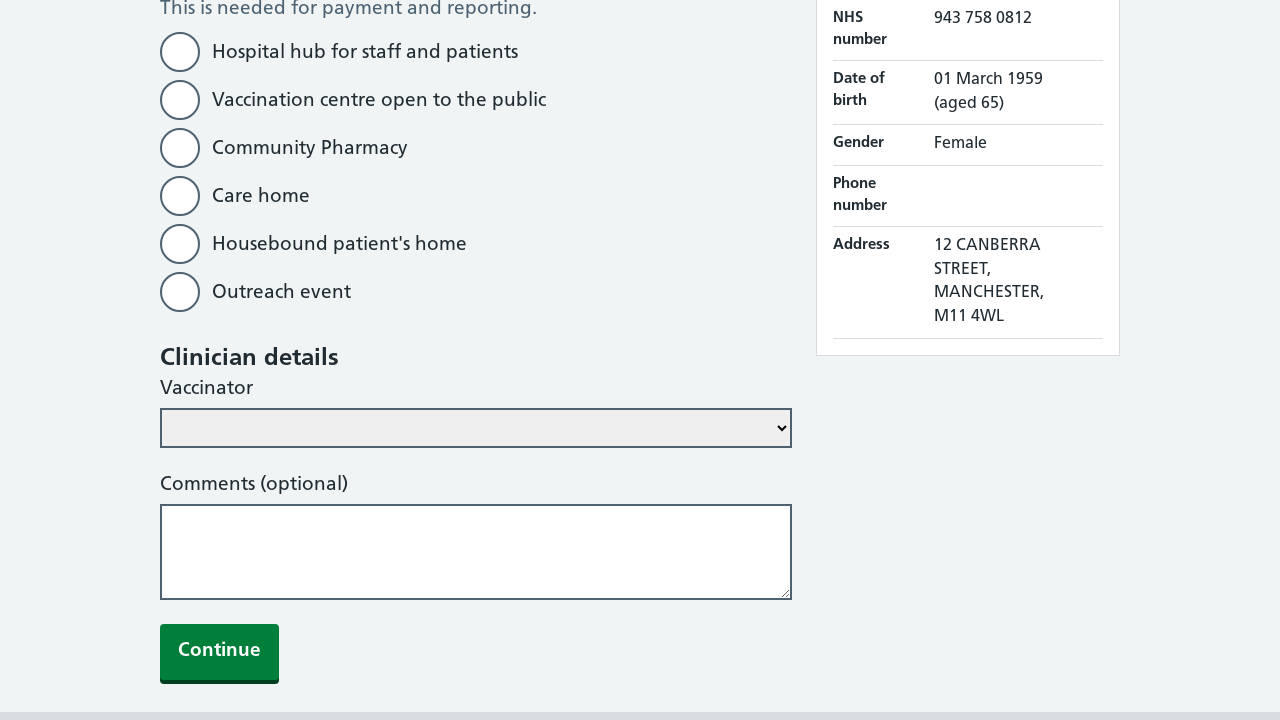 This is needed for payment and reporting.
Hospital hub for staff and patients
Vaccination centre open to the public
Community Pharmacy
Care home
Housebound patient's home
Outreach event
Clinician details
Vaccinator
Comments (optional)
Continue
NHS
number
943 758 0812
Date of
birth
01 March 1959
(aged 65)
Gender
Female
Phone
number
Address
12 CANBERRA
STREET,
MANCHESTER,
M11 4WL